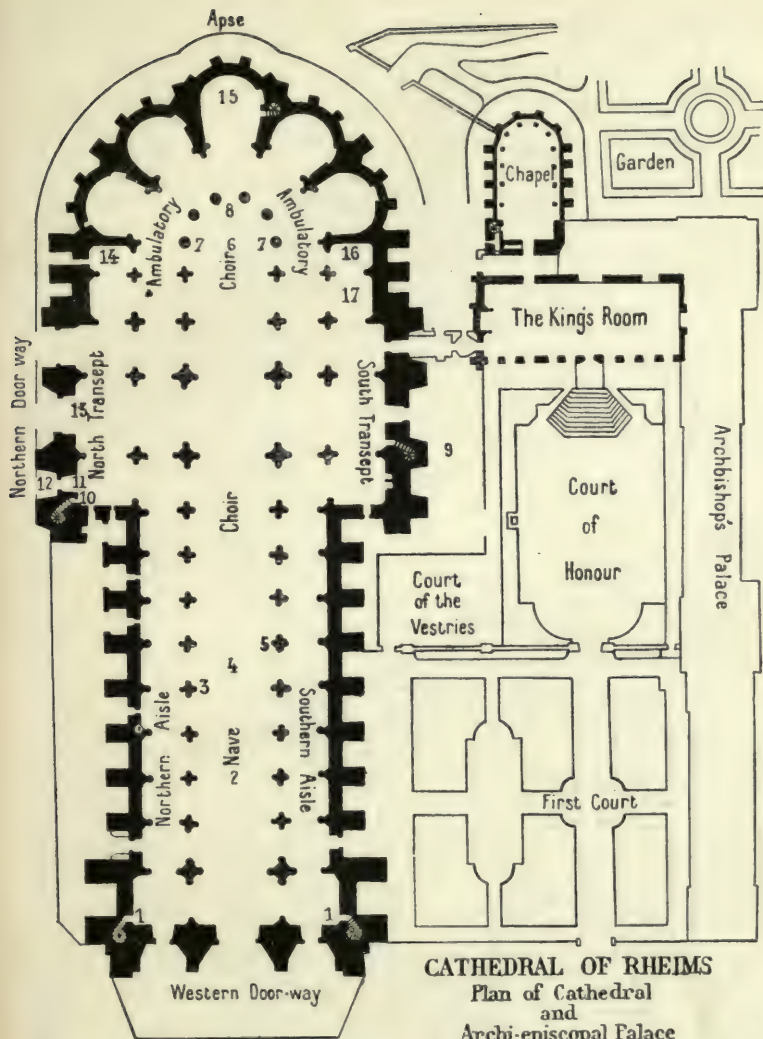 Apse
15
Chapel
Garden
Ambulatory
Ambulatory
8
7
6
7
Choir
14
16
17
The King's Room
Northern Door way
North Transept
13
South Transept
9
12
11
10
Choir
Court
of
Honour
Archbishop's Palace
Court
of the
Vestries
5
4
3
Northern Aisle
Nave
2
Southern Aisle
First Court
1
1
Western Door-way
CATHEDRAL OF RHEIMS
Plan of Cathedral
and
Archi-episcopal Palace